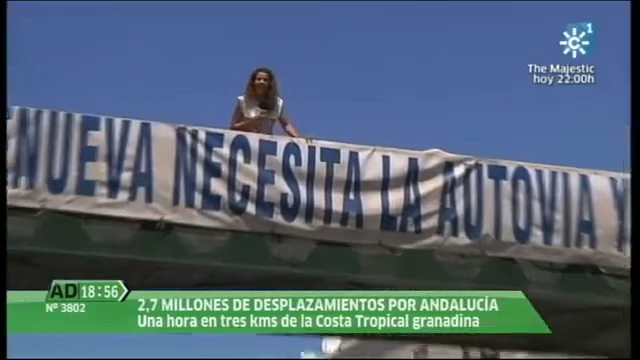 1
The Majestic
hoy 22:00h
NUEVA NECESITA LA AUTOVIA Y
AD 18:56
Nº 3802
2,7 MILLONES DE DESPLAZAMIENTOS POR ANDALUCÍA
Una hora en tres kms de la Costa Tropical granadina